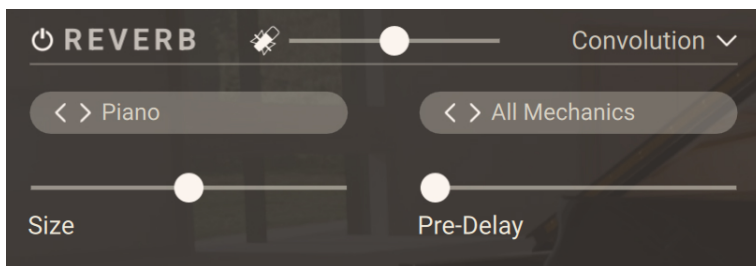 REVERB Convolution
Piano All Mechanics
Size Pre-Delay